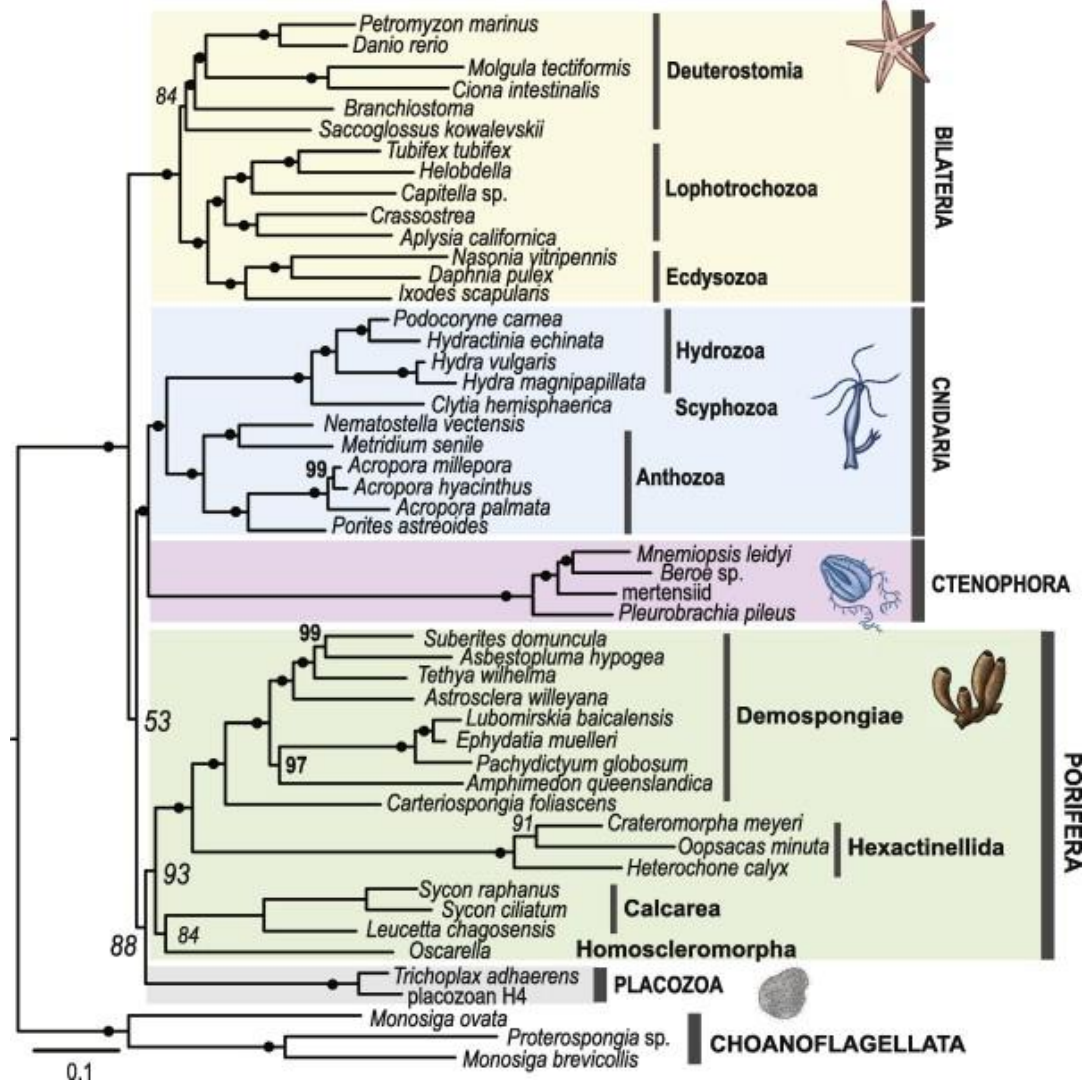 Petromyzon marinus
Danio rerio
Molgula tectiformis
Deuterostomia
Ciona intestinalis
84
Branchiostoma
Saccoglossus kowalevskii
BILATERIA
Tubifex tubifex
Helobdella
Lophotrochozoa
Capitella sp.
Crassostrea
Aplysia californica
Nasonia vitripennis
Daphnia pulex
Ecdysozoa
Ixodes scapularis
Podocoryne carnea
Hydractinia echinata
Hydrozoa
Hydra vulgaris
Hydra magnipapillata
Clytia hemisphaerica
Scyphozoa
CNIDARIA
Nematostella vectensis
Metridium senile
99
Acropora millepora
Anthozoa
Acropora hyacinthus
Acropora palmata
Porites astreoides
Mnemiopsis leidyi
Beroe sp.
CTENOPHORA
mertensiid
Pleurobrachia pileus
99
Suberites domuncula
Asbestopluma hypogea
Tethya wilhelma
Astrosclera willeyana
53
Lubomirskia baicalensis
Demospongiae
Ephydatia muelleri
97
Pachydictyum globosum
Amphimedon queenslandica
Carteriospongia foliascens
PORIFERA
91
Crateromorpha meyeri
Oopsacas minuta
Hexactinellida
Heterochone calyx
93
Sycon raphanus
Sycon ciliatum
Calcarea
Leucetta chagosensis
84
88
Oscarella
Homoscleromorpha
Trichoplax adhaerens
PLACOZOA
placozoan H4
Monosiga ovata
Proterospongia sp.
CHOANOFLAGELLATA
Monosiga brevicollis
0.1